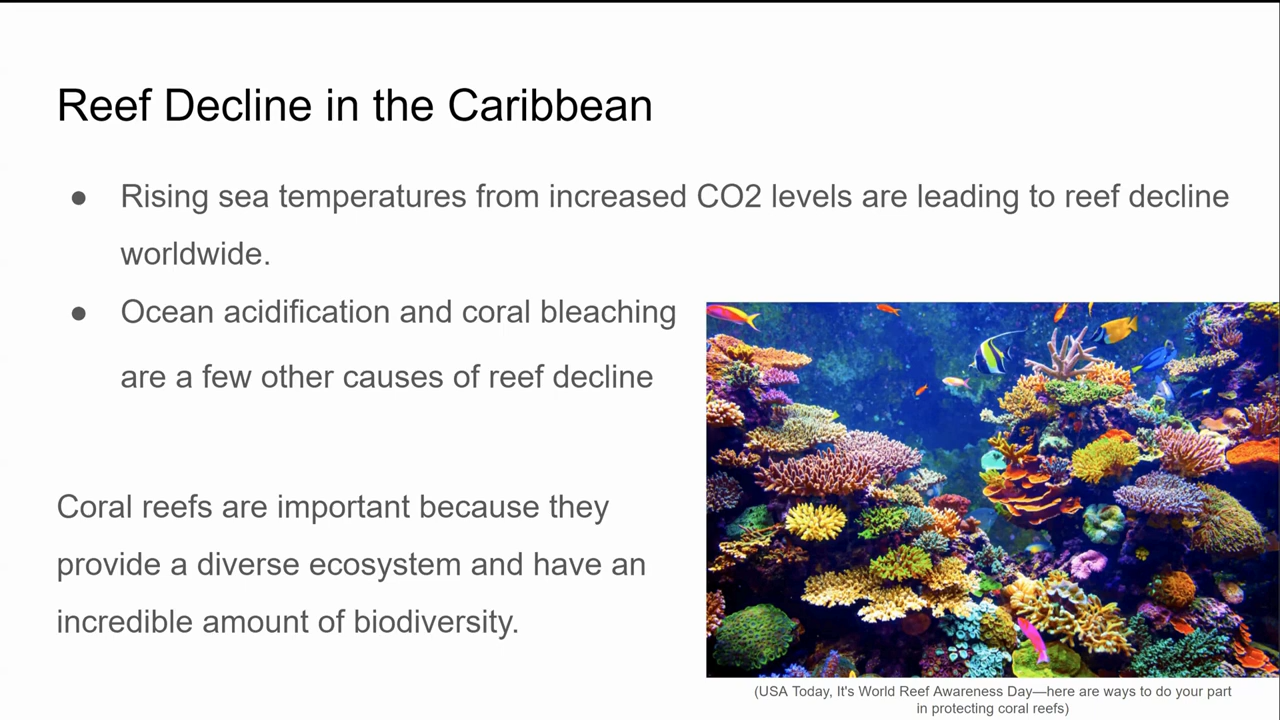 Reef Decline in the Caribbean
● Rising sea temperatures from increased CO2 levels are leading to reef decline
worldwide.
● Ocean acidification and coral bleaching
are a few other causes of reef decline
Coral reefs are important because they
provide a diverse ecosystem and have an
incredible amount of biodiversity.
(USA Today, It's World Reef Awareness Day—here are ways to do your part
in protecting coral reefs)